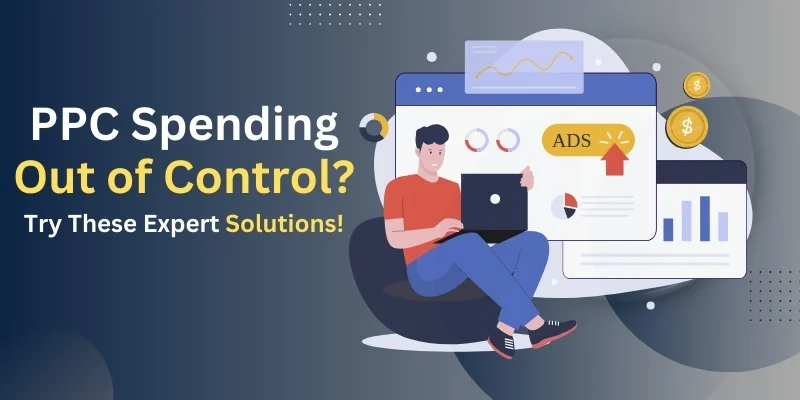 PPC Spending
Out of Control?
Try These Expert Solutions!
ADS
$
$